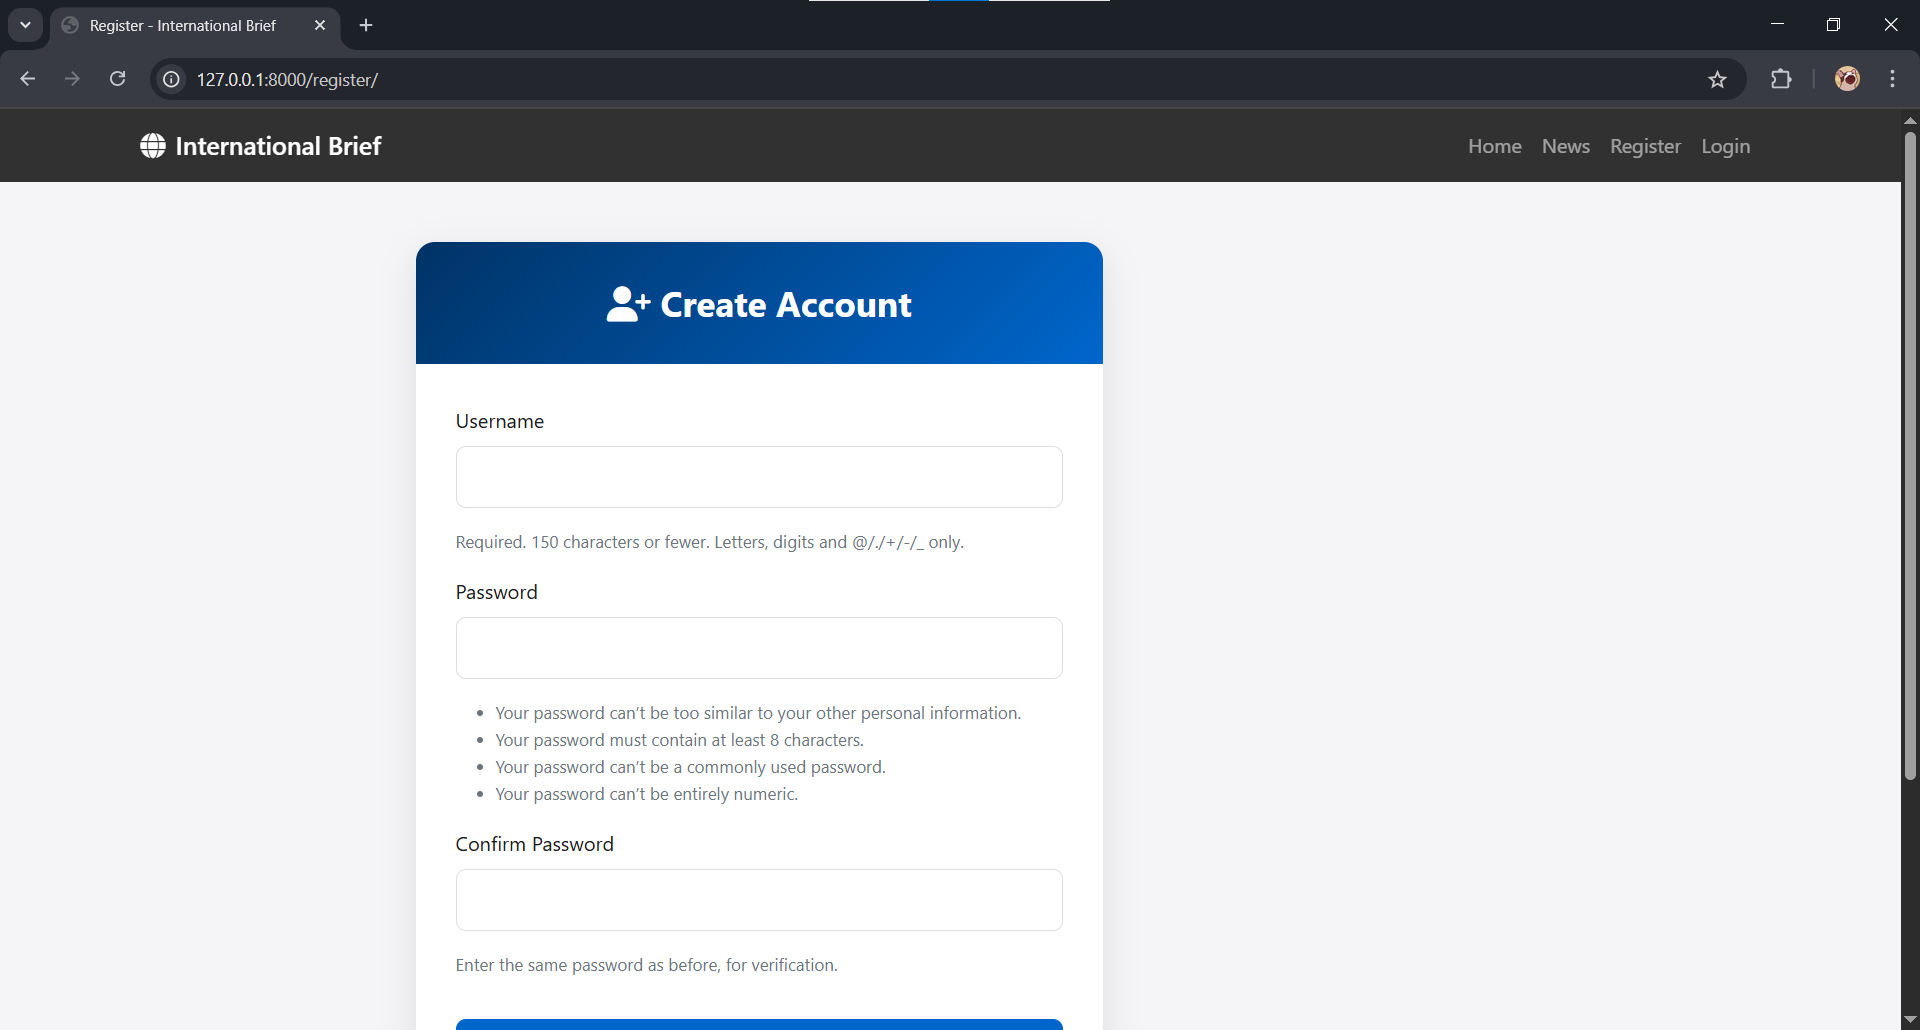 Register - International Brief
127.0.0.1:8000/register/
International Brief
Home News Register Login
Create Account
Username
Required. 150 characters or fewer. Letters, digits and @/./+/-/_ only.
Password
Your password can’t be too similar to your other personal information.
Your password must contain at least 8 characters.
Your password can’t be a commonly used password.
Your password can’t be entirely numeric.
Confirm Password
Enter the same password as before, for verification.